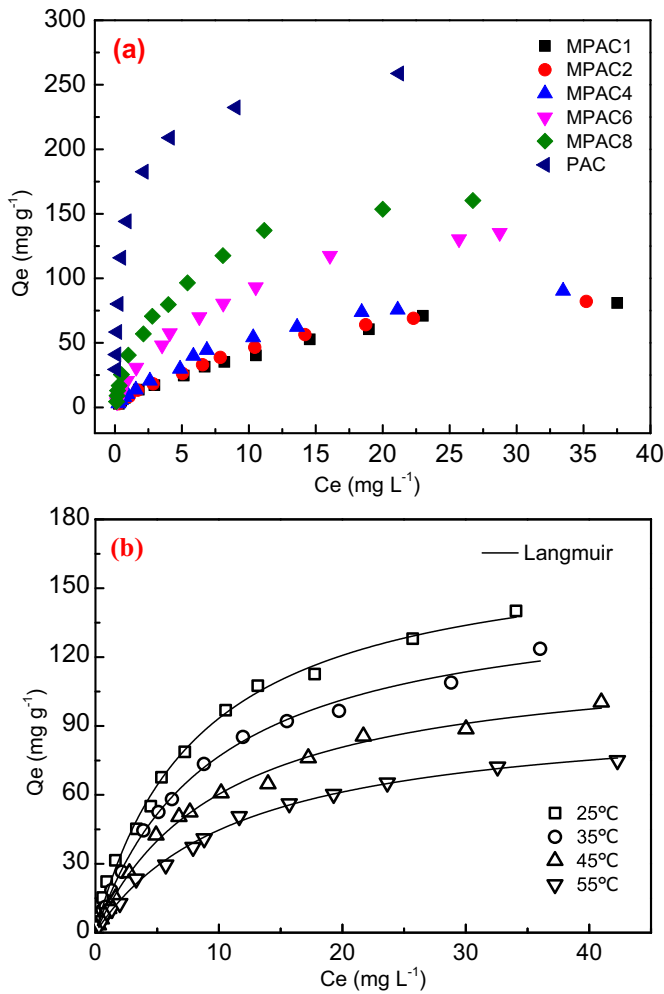 (a)
300
250
200
150
100
50
0
Qe (mg g⁻¹)
MPAC1
MPAC2
MPAC4
MPAC6
MPAC8
PAC
0 5 10 15 20 25 30 35 40
Ce (mg L⁻¹)
(b)
180
150
120
90
60
30
0
Qe (mg g⁻¹)
Langmuir
25ºC
35ºC
45ºC
55ºC
0 10 20 30 40
Ce (mg L⁻¹)